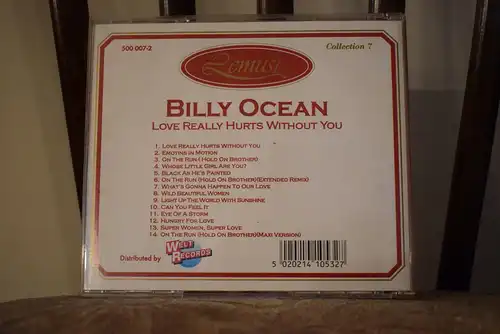 500 007-2
Collection 7
BILLY OCEAN
LOVE REALLY HURTS WITHOUT YOU
1. LOVE REALLY HURTS WITHOUT YOU
2. EMOTINS IN MOTION
3. ON THE RUN ( HOLD ON BROTHER)
4. WHOSE LITTLE GIRL ARE YOU?
5. BLACK AS HE'S PAINTED
6. ON THE RUN (HOLD ON BROTHER)(EXTENDED REMIX)
7. WHAT'S GONNA HAPPEN TO OUR LOVE
8. WILD BEAUTIFUL WOMEN
9. LIGHT UP THE WORLD WITH SUNSHINE
10. CAN YOU FEEL IT
11. EYE OF A STORM
12. HUNGRY FOR LOVE
13. SUPER WOMEN, SUPER LOVE
14. ON THE RUN (HOLD ON BROTHER)(MAXI VERSION)
Distributed by
WELT
RECORDS
5 020214 105327